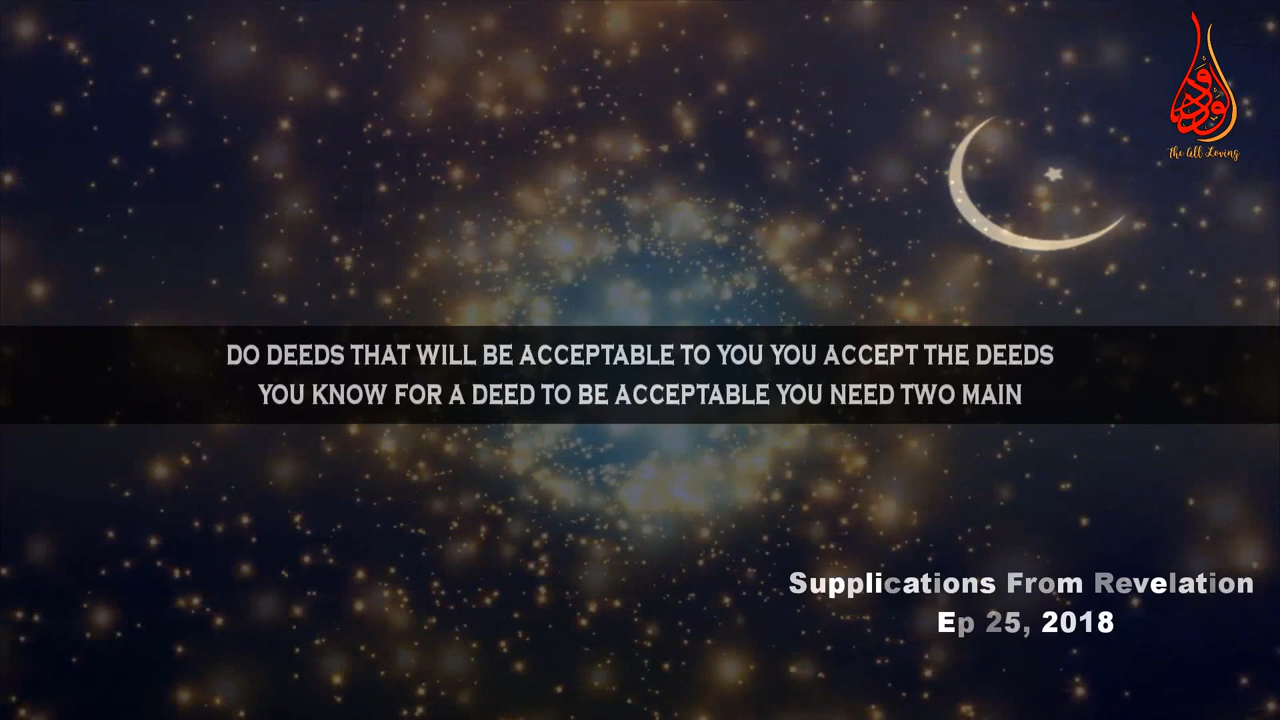 الودود
The All Loving
DO DEEDS THAT WILL BE ACCEPTABLE TO YOU YOU ACCEPT THE DEEDS
YOU KNOW FOR A DEED TO BE ACCEPTABLE YOU NEED TWO MAIN
Supplications From Revelation
Ep 25, 2018